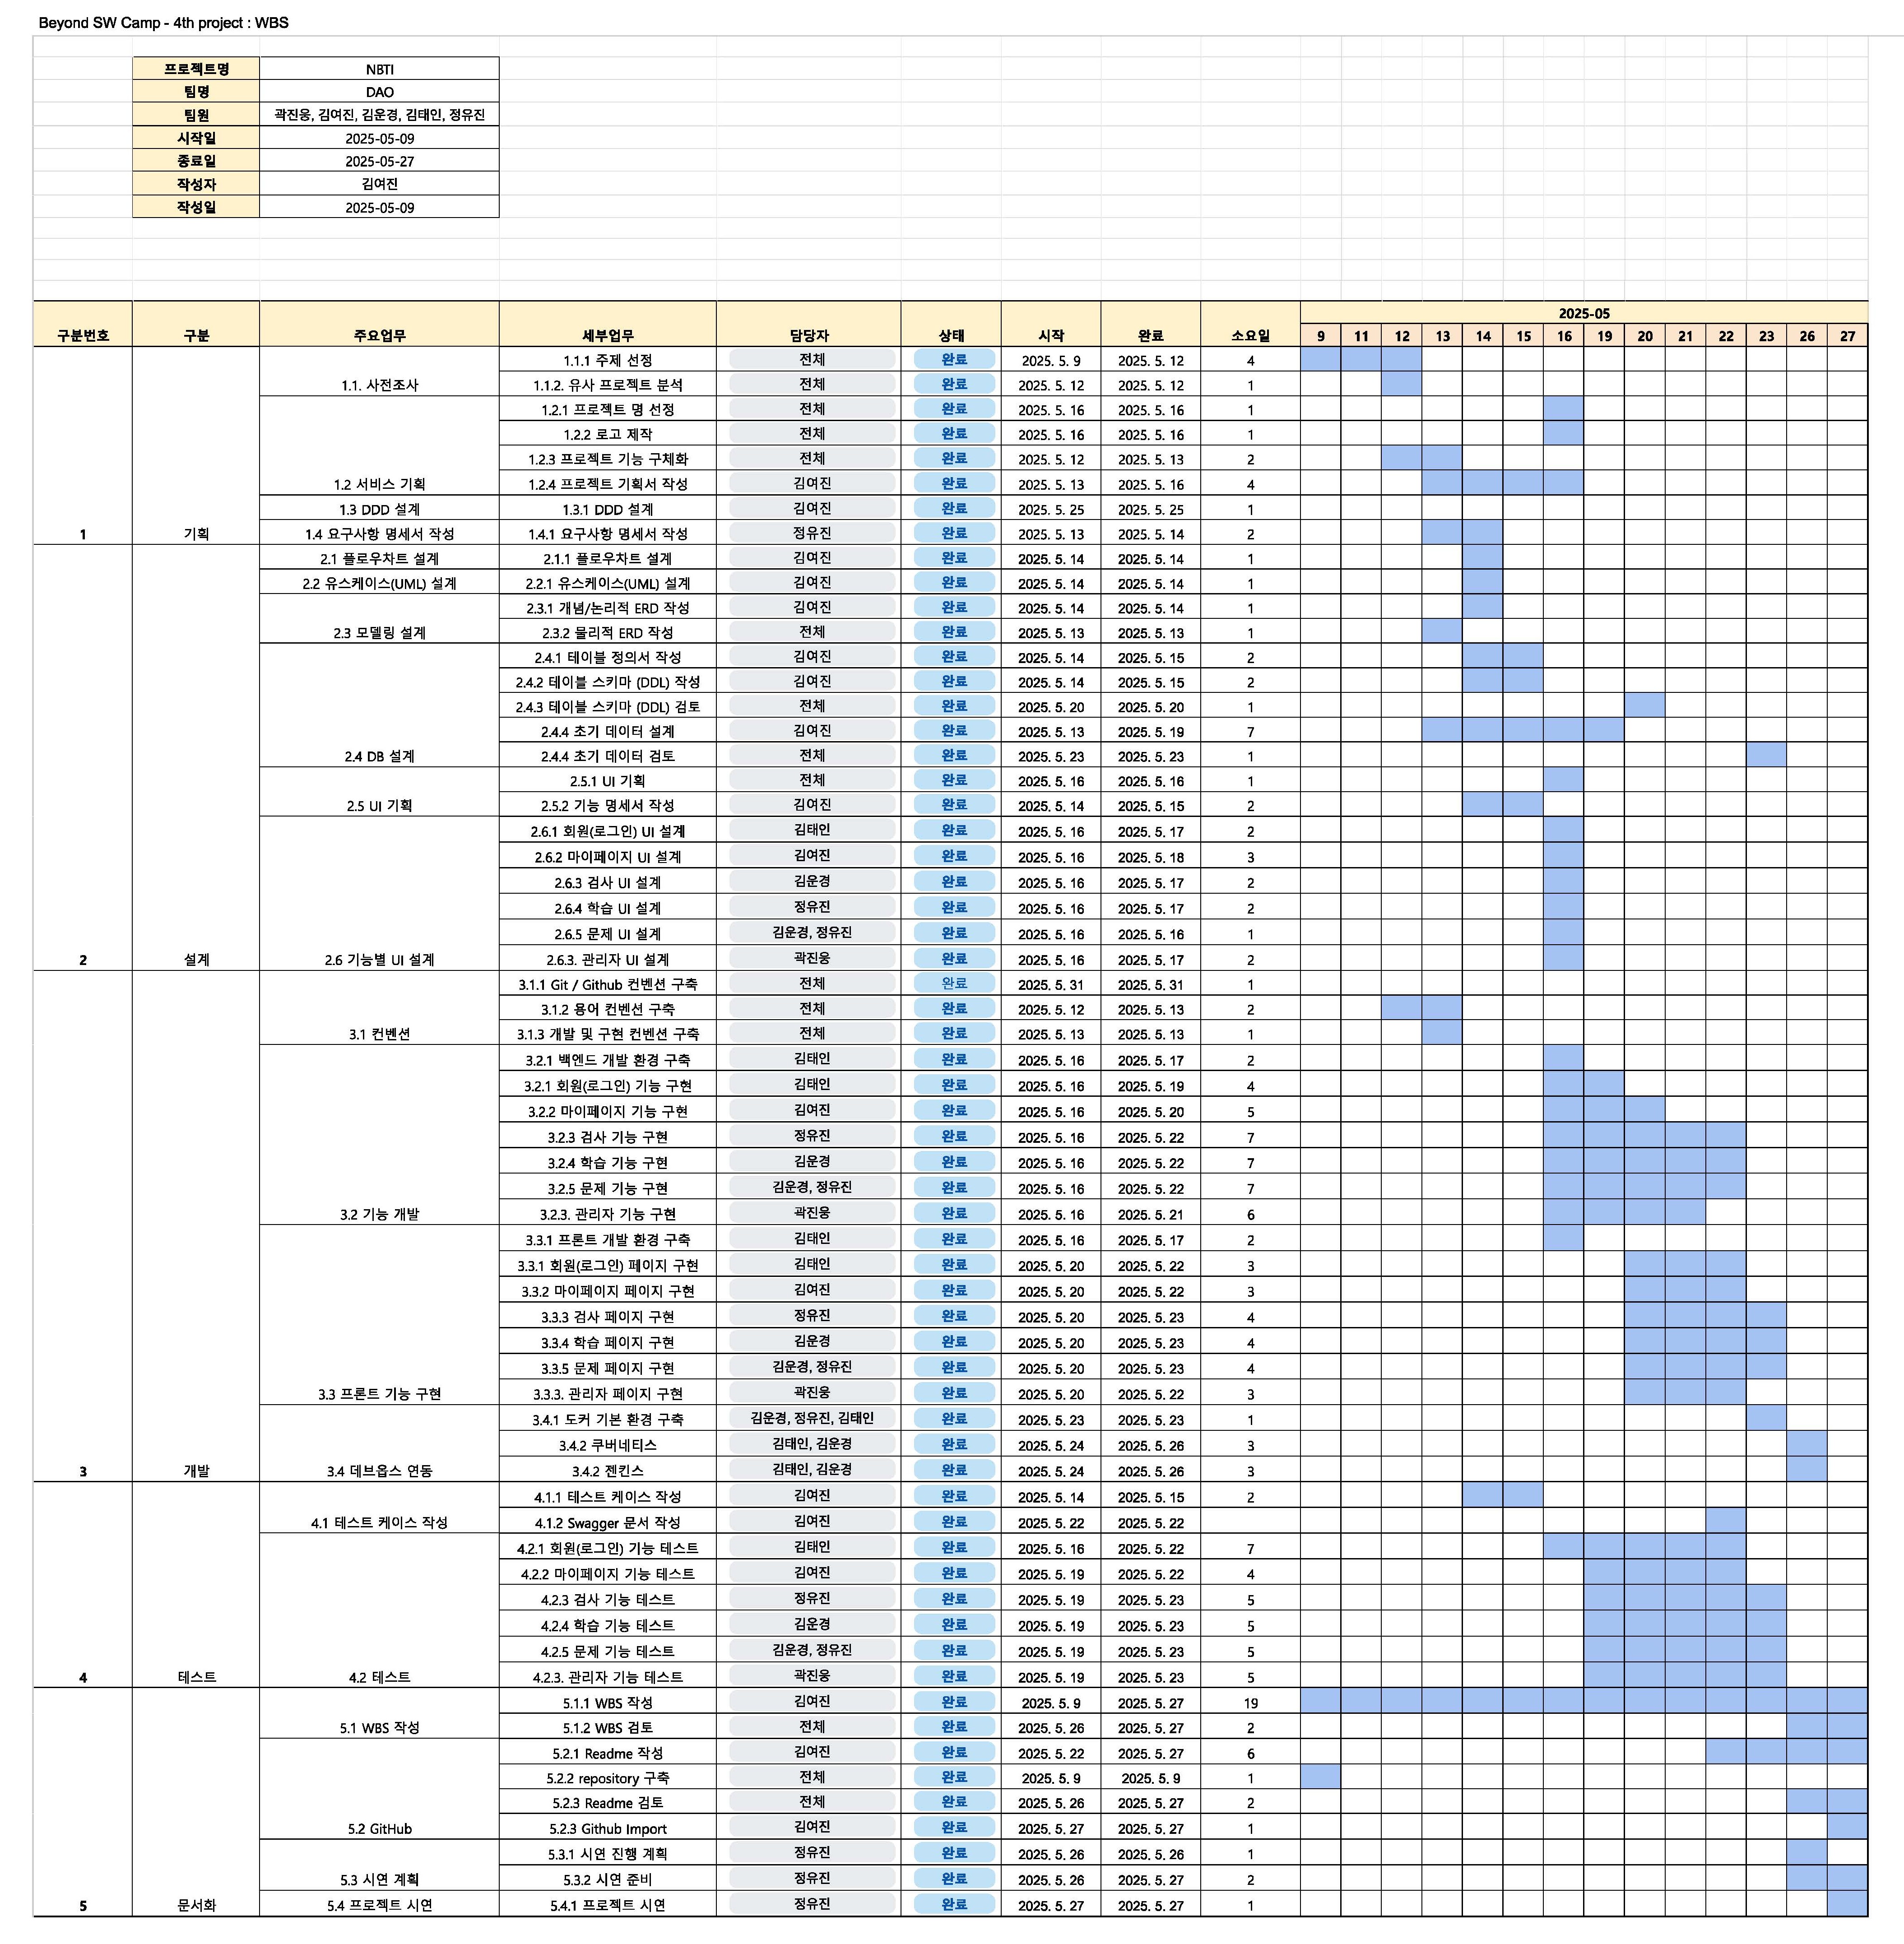 Beyond SW Camp - 4th project : WBS
프로젝트명 NBTI
팀명 DAO
팀원 곽진웅, 김여진, 김운경, 김태인, 정유진
시작일 2025-05-09
종료일 2025-05-27
작성자 김여진
작성일 2025-05-09
2025-05
구분번호 구분 주요업무 세부업무 담당자 상태 시작 완료 소요일 9 11 12 13 14 15 16 19 20 21 22 23 26 27
1.1.1 주제 선정 전체 완료 2025. 5. 9 2025. 5. 12 4
1.1. 사전조사 1.1.2. 유사 프로젝트 분석 전체 완료 2025. 5. 12 2025. 5. 12 1
1.2.1 프로젝트 명 선정 전체 완료 2025. 5. 16 2025. 5. 16 1
1.2.2 로고 제작 전체 완료 2025. 5. 16 2025. 5. 16 1
1.2.3 프로젝트 기능 구체화 전체 완료 2025. 5. 12 2025. 5. 13 2
1.2 서비스 기획 1.2.4 프로젝트 기획서 작성 김여진 완료 2025. 5. 13 2025. 5. 16 4
1.3 DDD 설계 1.3.1 DDD 설계 김여진 완료 2025. 5. 25 2025. 5. 25 1
1 기획 1.4 요구사항 명세서 작성 1.4.1 요구사항 명세서 작성 정유진 완료 2025. 5. 13 2025. 5. 14 2
2.1 플로우차트 설계 2.1.1 플로우차트 설계 김여진 완료 2025. 5. 14 2025. 5. 14 1
2.2 유스케이스(UML) 설계 2.2.1 유스케이스(UML) 설계 김여진 완료 2025. 5. 14 2025. 5. 14 1
2.3.1 개념/논리적 ERD 작성 김여진 완료 2025. 5. 14 2025. 5. 14 1
2.3 모델링 설계 2.3.2 물리적 ERD 작성 전체 완료 2025. 5. 13 2025. 5. 13 1
2.4.1 테이블 정의서 작성 김여진 완료 2025. 5. 14 2025. 5. 15 2
2.4.2 테이블 스키마 (DDL) 작성 김여진 완료 2025. 5. 14 2025. 5. 15 2
2.4.3 테이블 스키마 (DDL) 검토 전체 완료 2025. 5. 20 2025. 5. 20 1
2.4.4 초기 데이터 설계 김여진 완료 2025. 5. 13 2025. 5. 19 7
2.4 DB 설계 2.4.4 초기 데이터 검토 전체 완료 2025. 5. 23 2025. 5. 23 1
2.5.1 UI 기획 전체 완료 2025. 5. 16 2025. 5. 16 1
2.5 UI 기획 2.5.2 기능 명세서 작성 김여진 완료 2025. 5. 14 2025. 5. 15 2
2.6.1 회원(로그인) UI 설계 김태인 완료 2025. 5. 16 2025. 5. 17 2
2.6.2 마이페이지 UI 설계 김여진 완료 2025. 5. 16 2025. 5. 18 3
2.6.3 검사 UI 설계 김운경 완료 2025. 5. 16 2025. 5. 17 2
2.6.4 학습 UI 설계 정유진 완료 2025. 5. 16 2025. 5. 17 2
2.6.5 문제 UI 설계 김운경, 정유진 완료 2025. 5. 16 2025. 5. 16 1
2 설계 2.6 기능별 UI 설계 2.6.3. 관리자 UI 설계 곽진웅 완료 2025. 5. 16 2025. 5. 17 2
3.1.1 Git / Github 컨벤션 구축 전체 완료 2025. 5. 31 2025. 5. 31 1
3.1.2 용어 컨벤션 구축 전체 완료 2025. 5. 12 2025. 5. 13 2
3.1 컨벤션 3.1.3 개발 및 구현 컨벤션 구축 전체 완료 2025. 5. 13 2025. 5. 13 1
3.2.1 백엔드 개발 환경 구축 김태인 완료 2025. 5. 16 2025. 5. 17 2
3.2.1 회원(로그인) 기능 구현 김태인 완료 2025. 5. 16 2025. 5. 19 4
3.2.2 마이페이지 기능 구현 김여진 완료 2025. 5. 16 2025. 5. 20 5
3.2.3 검사 기능 구현 정유진 완료 2025. 5. 16 2025. 5. 22 7
3.2.4 학습 기능 구현 김운경 완료 2025. 5. 16 2025. 5. 22 7
3.2.5 문제 기능 구현 김운경, 정유진 완료 2025. 5. 16 2025. 5. 22 7
3.2 기능 개발 3.2.3. 관리자 기능 구현 곽진웅 완료 2025. 5. 16 2025. 5. 21 6
3.3.1 프론트 개발 환경 구축 김태인 완료 2025. 5. 16 2025. 5. 17 2
3.3.1 회원(로그인) 페이지 구현 김태인 완료 2025. 5. 20 2025. 5. 22 3
3.3.2 마이페이지 페이지 구현 김여진 완료 2025. 5. 20 2025. 5. 22 3
3.3.3 검사 페이지 구현 정유진 완료 2025. 5. 20 2025. 5. 23 4
3.3.4 학습 페이지 구현 김운경 완료 2025. 5. 20 2025. 5. 23 4
3.3.5 문제 페이지 구현 김운경, 정유진 완료 2025. 5. 20 2025. 5. 23 4
3.3 프론트 기능 구현 3.3.3. 관리자 페이지 구현 곽진웅 완료 2025. 5. 20 2025. 5. 22 3
3.4.1 도커 기본 환경 구축 김운경, 정유진, 김태인 완료 2025. 5. 23 2025. 5. 23 1
3.4.2 쿠버네티스 김태인, 김운경 완료 2025. 5. 24 2025. 5. 26 3
3 개발 3.4 데브옵스 연동 3.4.2 젠킨스 김태인, 김운경 완료 2025. 5. 24 2025. 5. 26 3
4.1.1 테스트 케이스 작성 김여진 완료 2025. 5. 14 2025. 5. 15 2
4.1 테스트 케이스 작성 4.1.2 Swagger 문서 작성 김여진 완료 2025. 5. 22 2025. 5. 22
4.2.1 회원(로그인) 기능 테스트 김태인 완료 2025. 5. 16 2025. 5. 22 7
4.2.2 마이페이지 기능 테스트 김여진 완료 2025. 5. 19 2025. 5. 22 4
4.2.3 검사 기능 테스트 정유진 완료 2025. 5. 19 2025. 5. 23 5
4.2.4 학습 기능 테스트 김운경 완료 2025. 5. 19 2025. 5. 23 5
4.2.5 문제 기능 테스트 김운경, 정유진 완료 2025. 5. 19 2025. 5. 23 5
4 테스트 4.2 테스트 4.2.3. 관리자 기능 테스트 곽진웅 완료 2025. 5. 19 2025. 5. 23 5
5.1.1 WBS 작성 김여진 완료 2025. 5. 9 2025. 5. 27 19
5.1 WBS 작성 5.1.2 WBS 검토 전체 완료 2025. 5. 26 2025. 5. 27 2
5.2.1 Readme 작성 김여진 완료 2025. 5. 22 2025. 5. 27 6
5.2.2 repository 구축 전체 완료 2025. 5. 9 2025. 5. 9 1
5.2.3 Readme 검토 전체 완료 2025. 5. 26 2025. 5. 27 2
5.2 GitHub 5.2.3 Github Import 김여진 완료 2025. 5. 27 2025. 5. 27 1
5.3.1 시연 진행 계획 정유진 완료 2025. 5. 26 2025. 5. 26 1
5.3 시연 계획 5.3.2 시연 준비 정유진 완료 2025. 5. 26 2025. 5. 27 2
5 문서화 5.4 프로젝트 시연 5.4.1 프로젝트 시연 정유진 완료 2025. 5. 27 2025. 5. 27 1